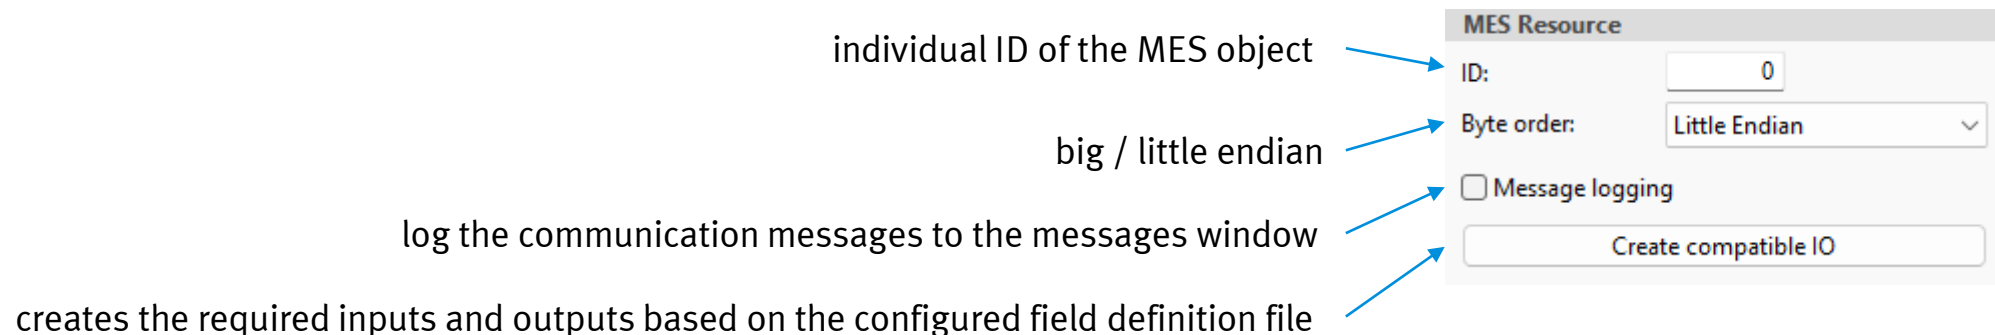 MES Resource
individual ID of the MES object
ID:
0
big / little endian
Byte order:
Little Endian
log the communication messages to the messages window
Message logging
creates the required inputs and outputs based on the configured field definition file
Create compatible IO